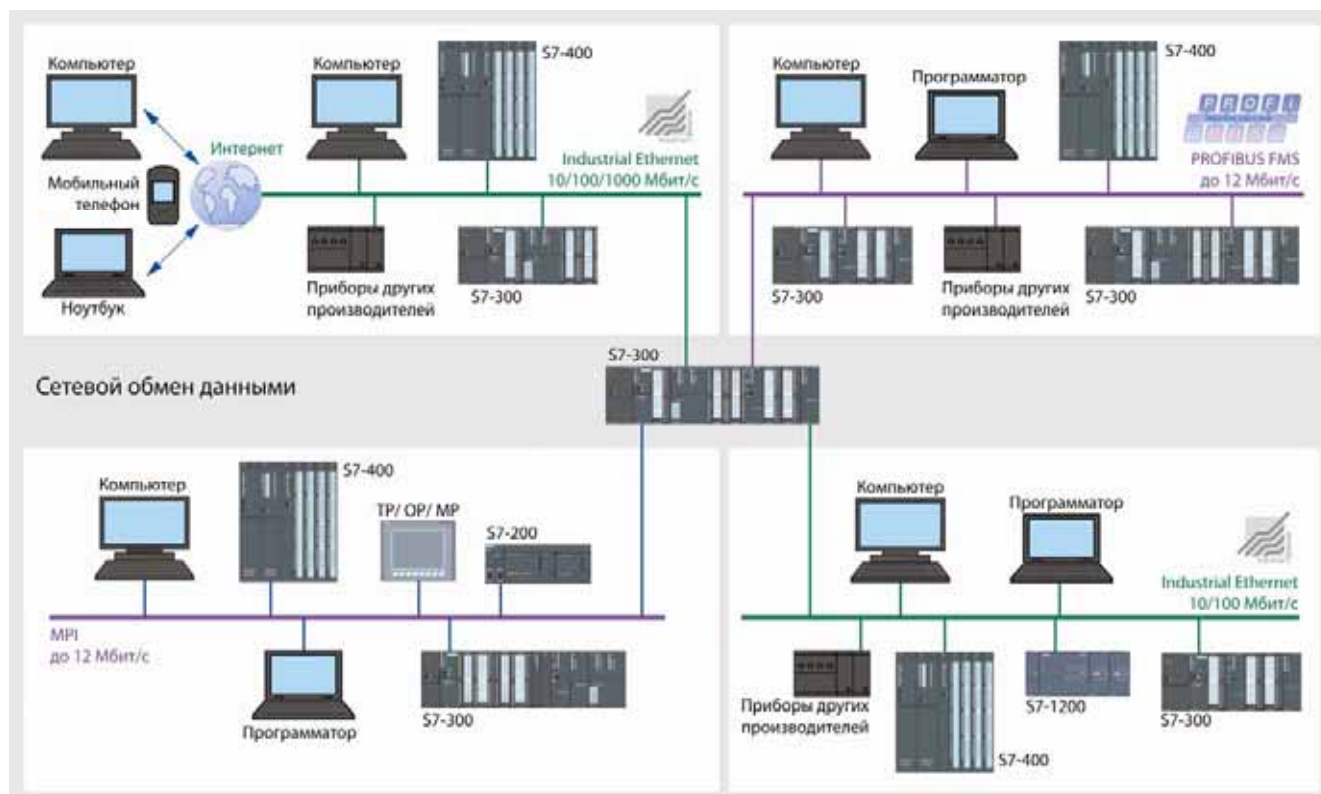 Компьютер
Компьютер
S7-400
Интернет
Мобильный
телефон
Industrial Ethernet
10/100/1000 Мбит/с
Ноутбук
Приборы других
производителей
S7-300
Компьютер
Программатор
S7-400
PROFI
PROFIBUS FMS
до 12 Мбит/с
S7-300
Приборы других
производителей
S7-300
Сетевой обмен данными
S7-300
Компьютер
S7-400
TP/ OP/ MP
S7-200
MPI
до 12 Мбит/с
Программатор
S7-300
Компьютер
Программатор
Industrial Ethernet
10/100 Мбит/с
Приборы других
производителей
S7-400
S7-1200
S7-300